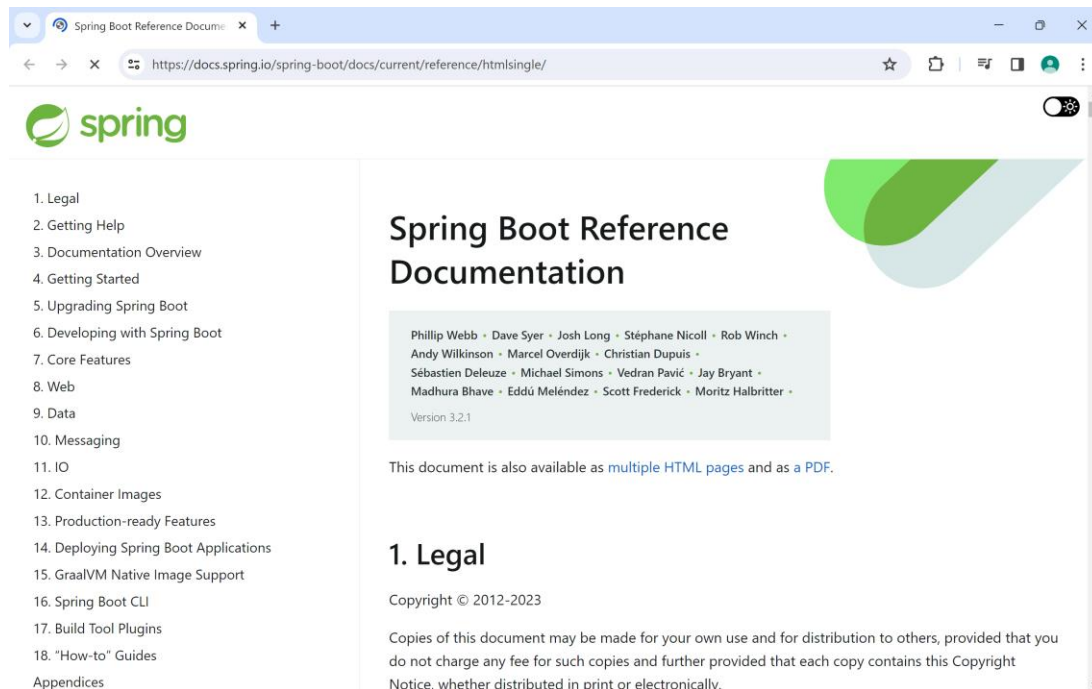 Spring Boot Reference Docume
https://docs.spring.io/spring-boot/docs/current/reference/htmlsingle/
spring
1. Legal
2. Getting Help
3. Documentation Overview
4. Getting Started
5. Upgrading Spring Boot
6. Developing with Spring Boot
7. Core Features
8. Web
9. Data
10. Messaging
11. IO
12. Container Images
13. Production-ready Features
14. Deploying Spring Boot Applications
15. GraalVM Native Image Support
16. Spring Boot CLI
17. Build Tool Plugins
18. “How-to” Guides
Appendices
Spring Boot Reference
Documentation
Phillip Webb • Dave Syer • Josh Long • Stéphane Nicoll • Rob Winch •
Andy Wilkinson • Marcel Overdijk • Christian Dupuis •
Sébastien Deleuze • Michael Simons • Vedran Pavić • Jay Bryant •
Madhura Bhave • Eddú Meléndez • Scott Frederick • Moritz Halbritter •
Version 3.2.1
This document is also available as multiple HTML pages and as a PDF.
1. Legal
Copyright © 2012-2023
Copies of this document may be made for your own use and for distribution to others, provided that you
do not charge any fee for such copies and further provided that each copy contains this Copyright
Notice, whether distributed in print or electronically.